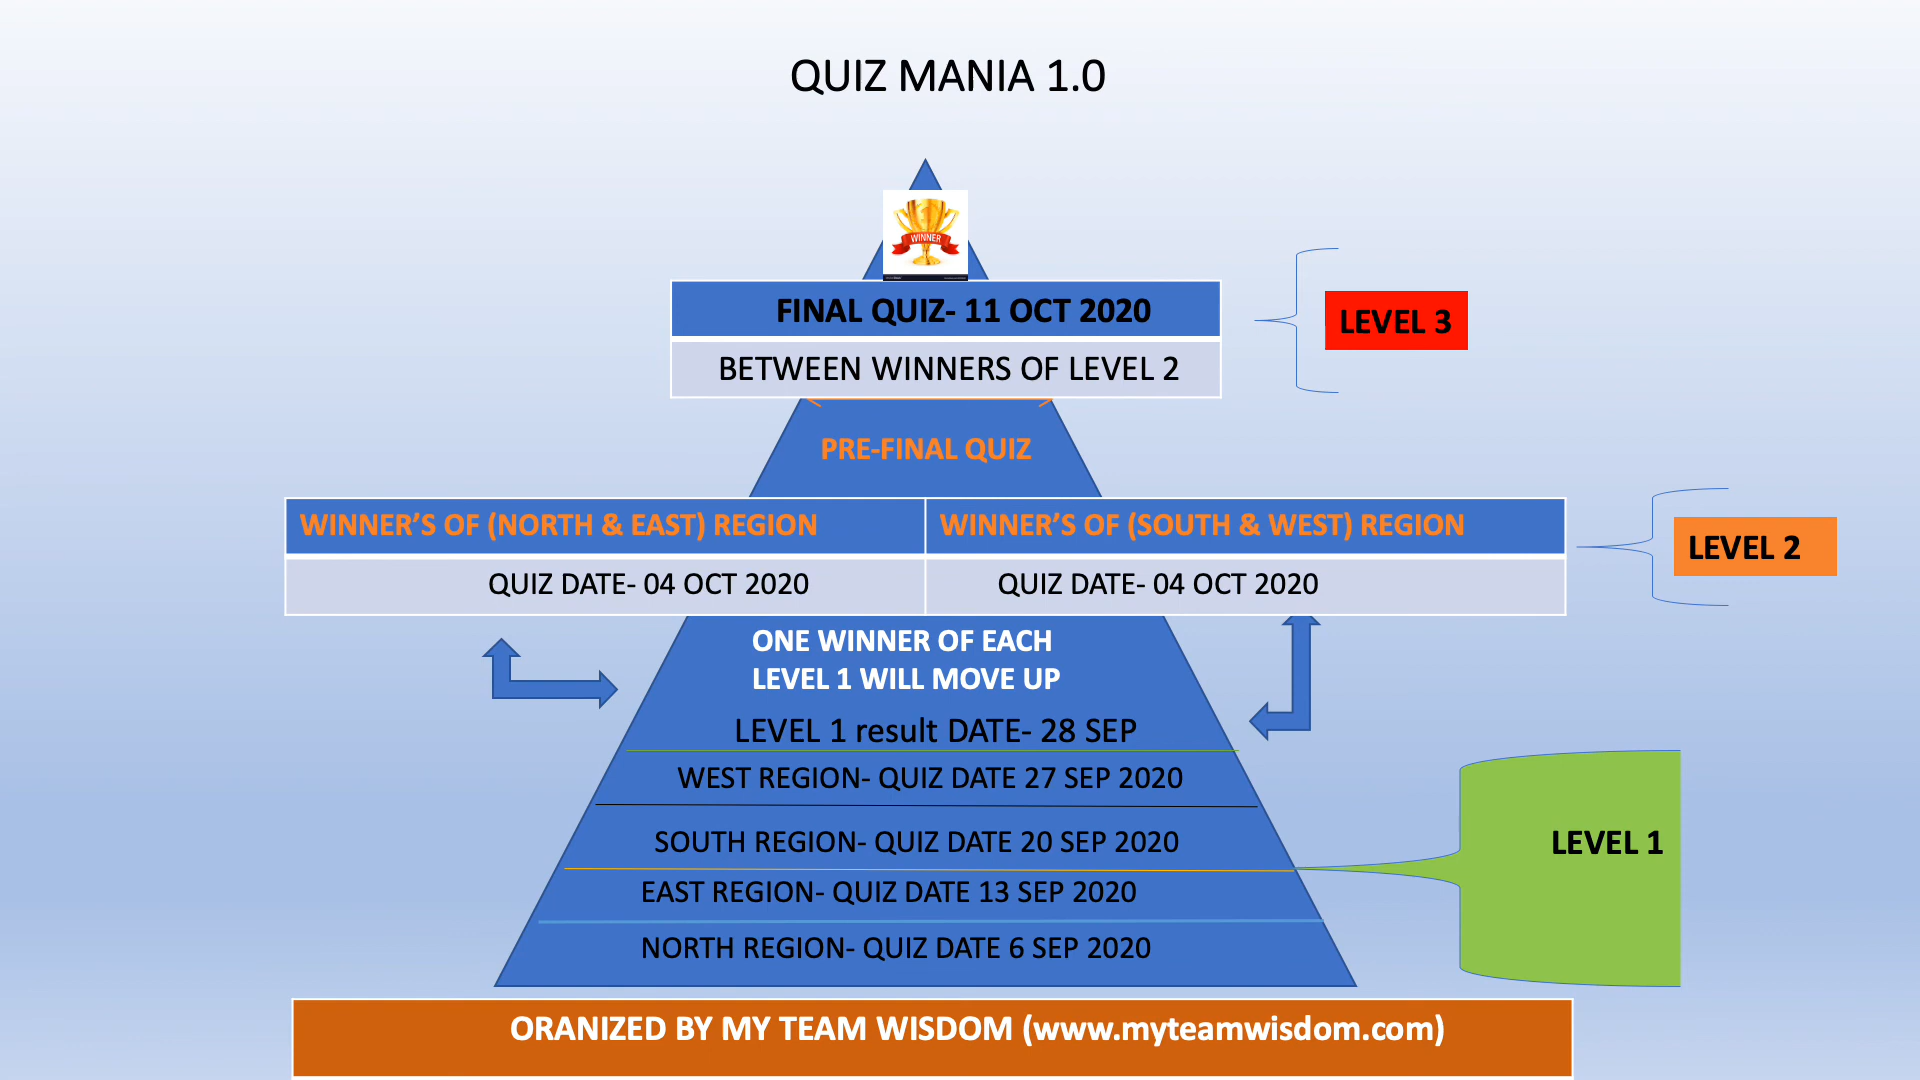 QUIZ MANIA 1.0
WINNER
FINAL QUIZ- 11 OCT 2020
BETWEEN WINNERS OF LEVEL 2
LEVEL 3
PRE-FINAL QUIZ
WINNER’S OF (NORTH & EAST) REGION
WINNER’S OF (SOUTH & WEST) REGION
QUIZ DATE- 04 OCT 2020
QUIZ DATE- 04 OCT 2020
LEVEL 2
ONE WINNER OF EACH
LEVEL 1 WILL MOVE UP
LEVEL 1 result DATE- 28 SEP
WEST REGION- QUIZ DATE 27 SEP 2020
SOUTH REGION- QUIZ DATE 20 SEP 2020
EAST REGION- QUIZ DATE 13 SEP 2020
NORTH REGION- QUIZ DATE 6 SEP 2020
LEVEL 1
ORANIZED BY MY TEAM WISDOM (www.myteamwisdom.com)